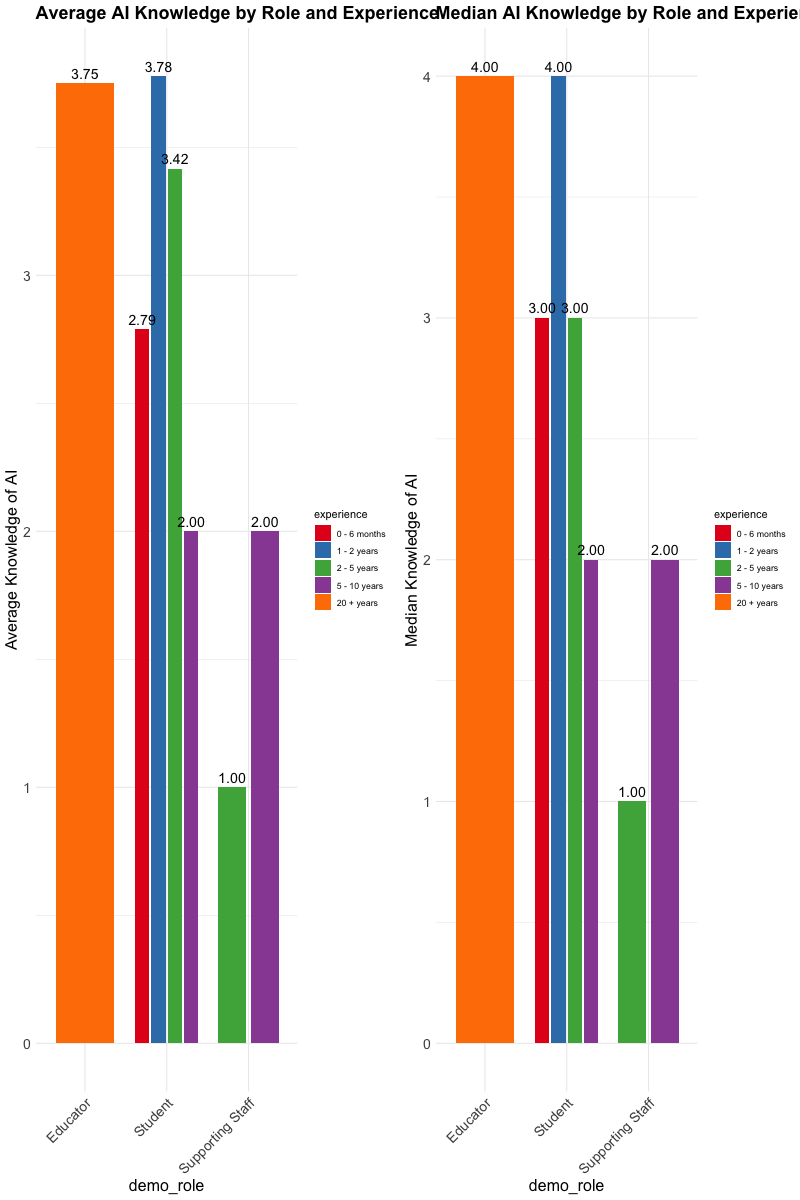 Average AI Knowledge by Role and Experience
3.75
3.78
3.42
2.79
2.00
2.00
1.00
3
2
1
0
Average Knowledge of AI
Educator
Student
Supporting Staff
demo_role
experience
0 - 6 months
1 - 2 years
2 - 5 years
5 - 10 years
20 + years
Median AI Knowledge by Role and Experien
4.00
4.00
3.00
3.00
2.00
2.00
1.00
4
3
2
1
0
Median Knowledge of AI
Educator
Student
Supporting Staff
demo_role
experience
0 - 6 months
1 - 2 years
2 - 5 years
5 - 10 years
20 + years